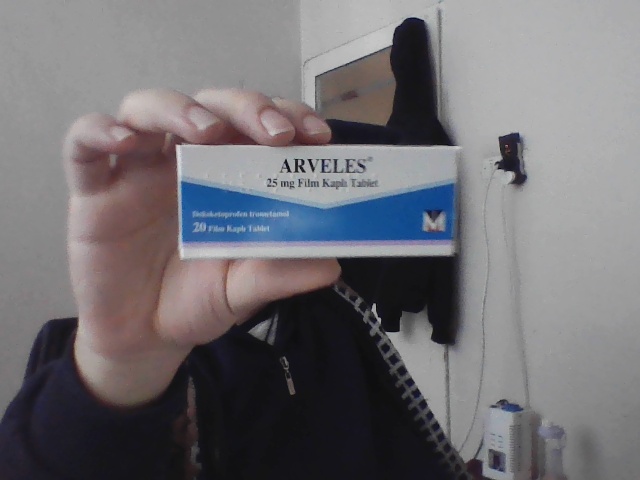 ARVELES®
25 mg Film Kaplı Tablet
Deksketoprofen trometamol
20 Film Kaplı Tablet